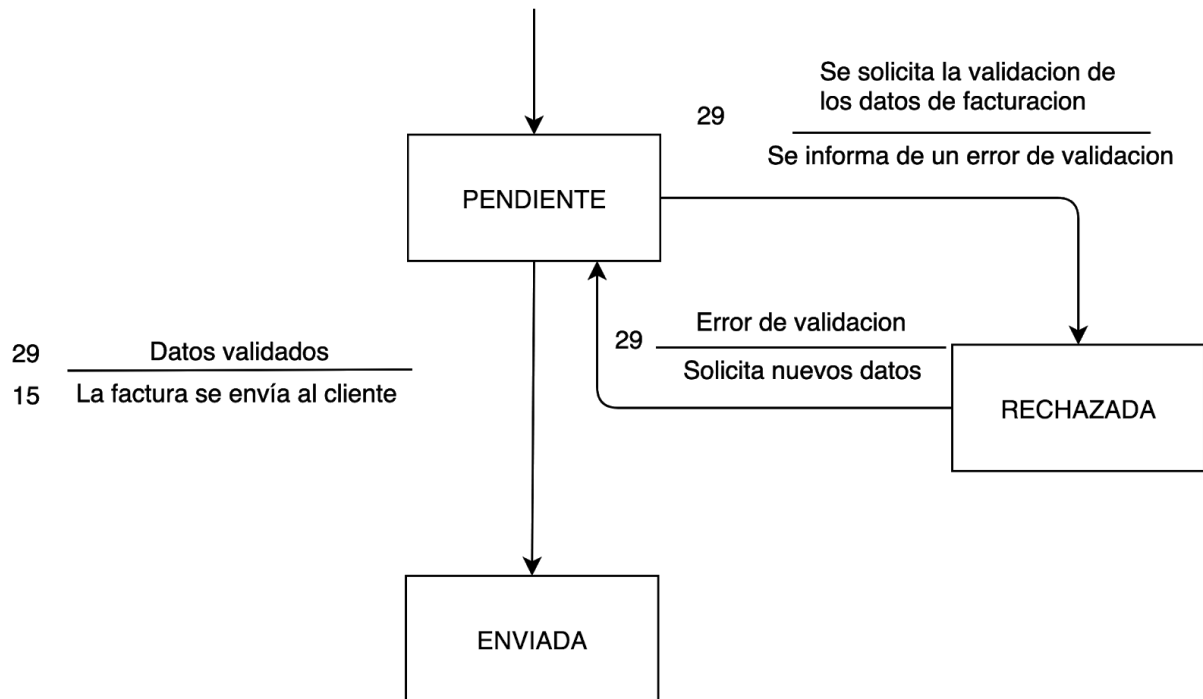 Se solicita la validacion de
los datos de facturacion
29
Se informa de un error de validacion
PENDIENTE
Error de validacion
29
Solicita nuevos datos
29 Datos validados
15 La factura se envía al cliente
RECHAZADA
ENVIADA